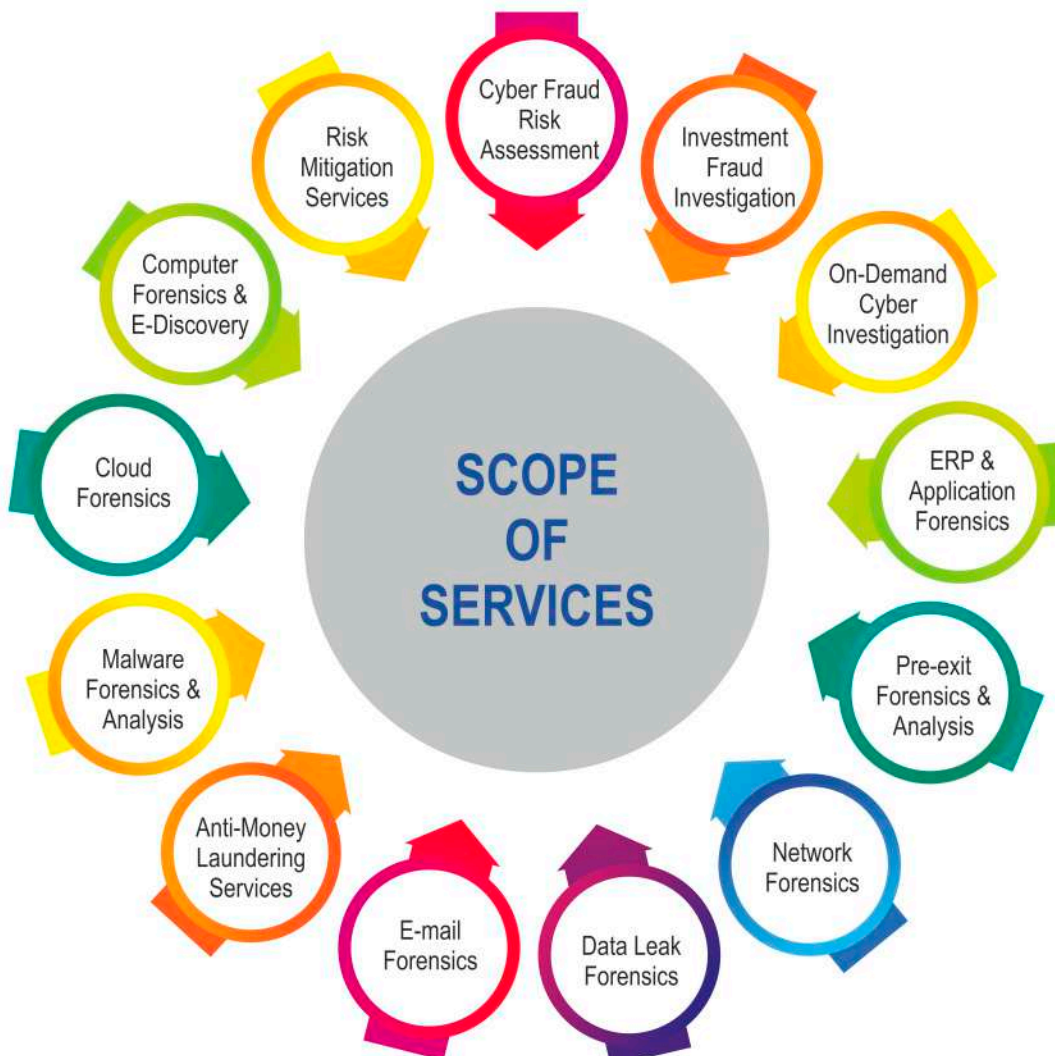 Cyber Fraud
Risk
Assessment
Investment
Fraud
Investigation
On-Demand
Cyber
Investigation
ERP &
Application
Forensics
Pre-exit
Forensics &
Analysis
Network
Forensics
Data Leak
Forensics
E-mail
Forensics
Anti-Money
Laundering
Services
Malware
Forensics &
Analysis
Cloud
Forensics
Computer
Forensics &
E-Discovery
Risk
Mitigation
Services
SCOPE
OF
SERVICES